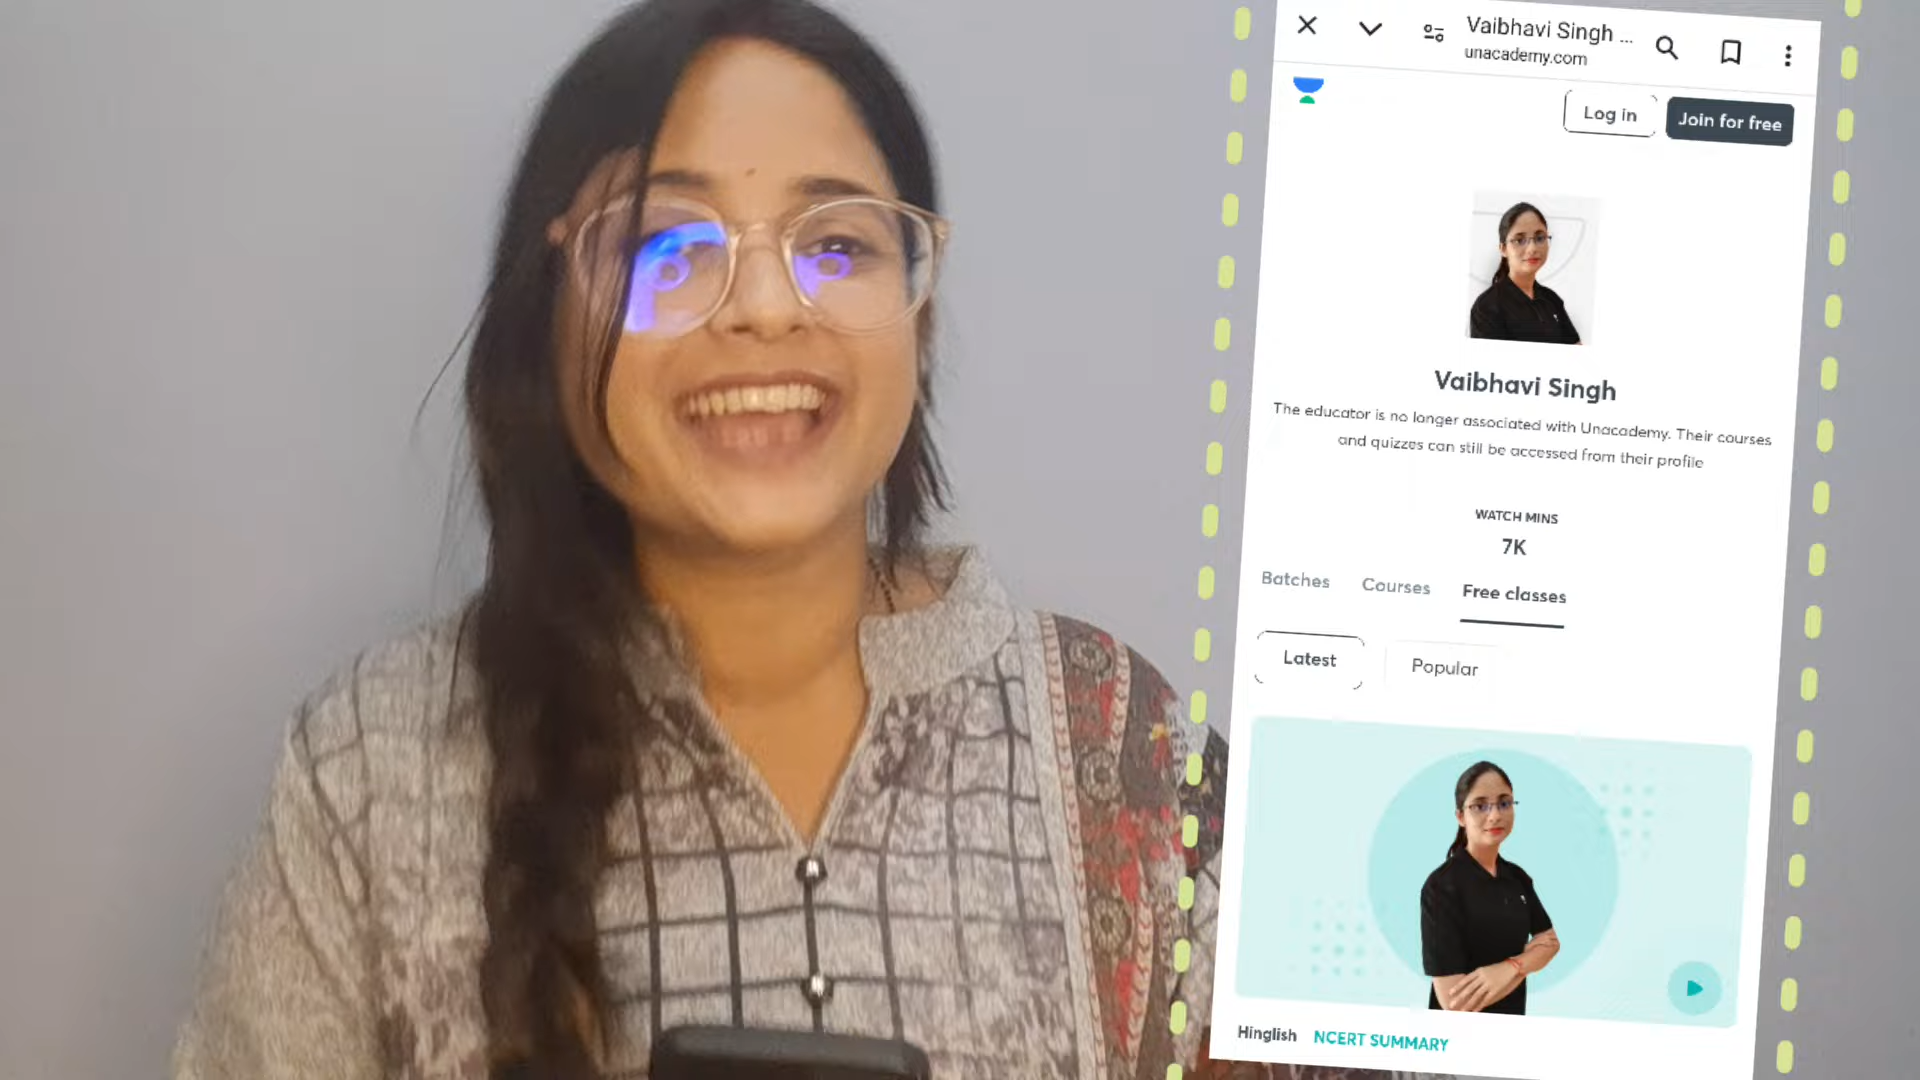 Vaibhavi Singh ...
unacademy.com
Log in
Join for free
Vaibhavi Singh
The educator is no longer associated with Unacademy. Their courses
and quizzes can still be accessed from their profile
WATCH MINS
7K
Batches Courses Free classes
Latest Popular
Hinglish NCERT SUMMARY